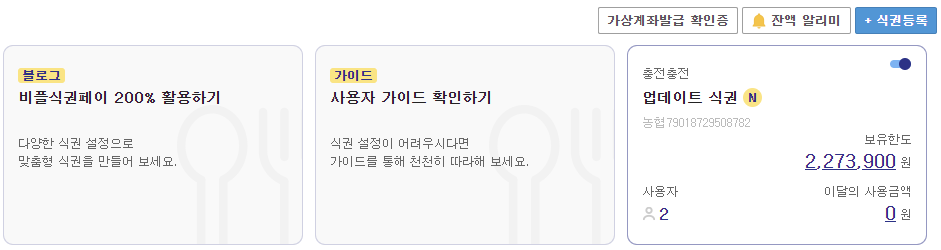 가상계좌발급 확인증
잔액 알리미
+ 식권등록
블로그
비플식권페이 200% 활용하기
다양한 식권 설정으로
맞춤형 식권을 만들어 보세요.
가이드
사용자 가이드 확인하기
식권 설정이 어려우시다면
가이드를 통해 천천히 따라해 보세요.
충전충전
업데이트 식권 N
농협79018729508782
보유한도
2,273,900 원
사용자
2
이달의 사용금액
0 원